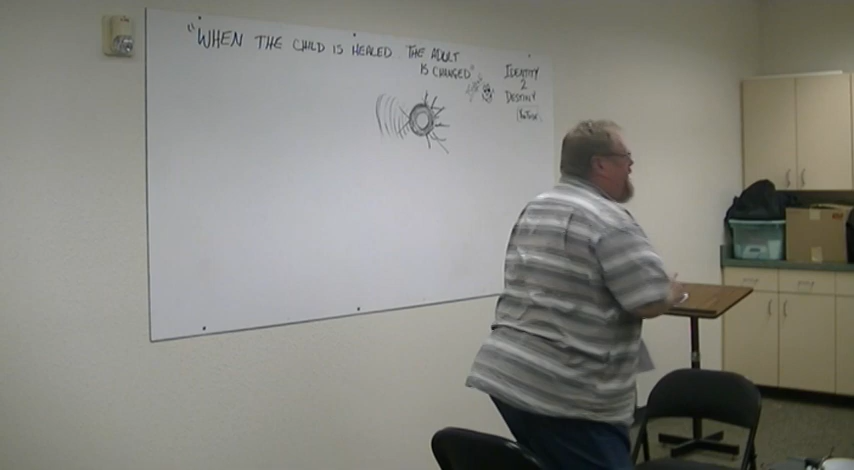 "WHEN THE CHILD IS HEALED THE ADULT
IS CHANGED"
IDENTITY
2
DESTINY